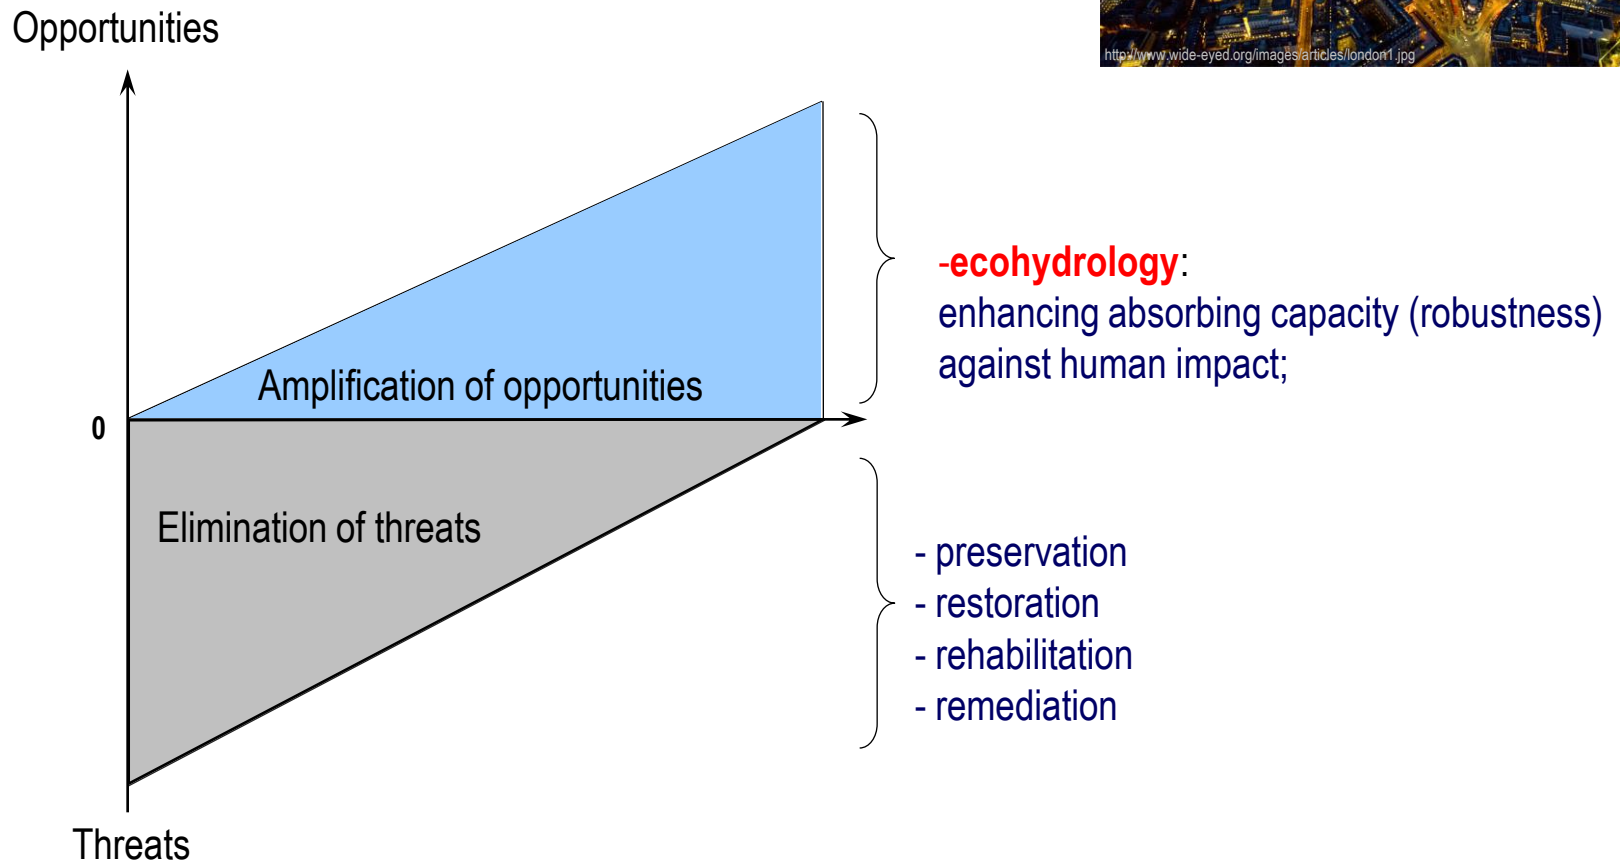 Opportunities
http://www.wide-eyed.org/images/articles/london1.jpg
-ecohydrology:
enhancing absorbing capacity (robustness)
against human impact;
Amplification of opportunities
0
Elimination of threats
- preservation
- restoration
- rehabilitation
- remediation
Threats